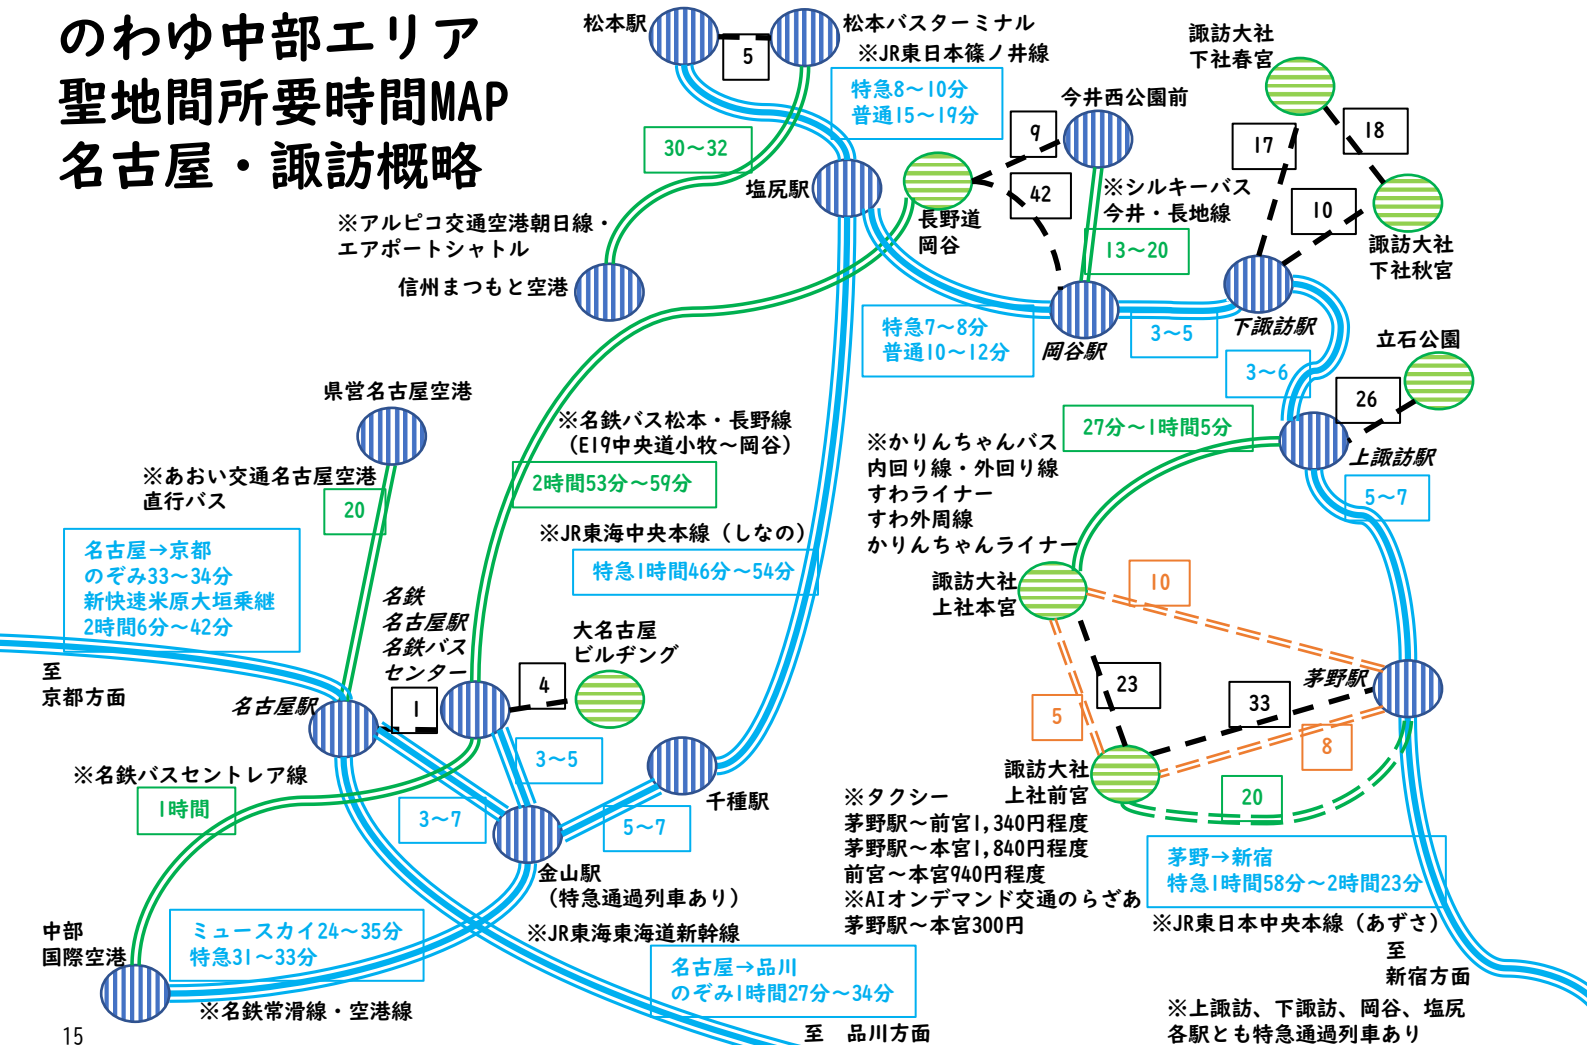 のわゆ中部エリア
聖地間所要時間MAP
名古屋・諏訪概略
松本駅
5
松本バスターミナル
※JR東日本篠ノ井線
特急8～10分
普通15～19分
30～32
塩尻駅
※アルピコ交通空港朝日線・
エアポートシャトル
信州まつもと空港
長野道
岡谷
9
42
今井西公園前
※シルキーバス
今井・長地線
13～20
諏訪大社
下社春宮
17
18
10
諏訪大社
下社秋宮
特急7～8分
普通10～12分
岡谷駅
3～5
下諏訪駅
3～6
立石公園
26
上諏訪駅
5～7
県営名古屋空港
※あおい交通名古屋空港
直行バス
20
※名鉄バス松本・長野線
（E19中央道小牧～岡谷）
2時間53分～59分
※JR東海中央本線（しなの）
特急1時間46分～54分
27分～1時間5分
※かりんちゃんバス
内回り線・外回り線
すわライナー
すわ外周線
かりんちゃんライナー
諏訪大社
上社本宮
10
5
23
33
8
20
茅野駅
諏訪大社
上社前宮
名古屋→京都
のぞみ33～34分
新快速米原大垣乗継
2時間6分～42分
至
京都方面
名古屋駅
名鉄
名古屋駅
名鉄バス
センター
1
4
大名古屋
ビルヂング
3～5
3～7
5～7
千種駅
金山駅
（特急通過列車あり）
※名鉄バスセントレア線
1時間
中部
国際空港
ミュースカイ24～35分
特急31～33分
※名鉄常滑線・空港線
※JR東海東海道新幹線
名古屋→品川
のぞみ1時間27分～34分
至　品川方面
※タクシー
茅野駅～前宮1,340円程度
茅野駅～本宮1,840円程度
前宮～本宮940円程度
※AIオンデマンド交通のらざあ
茅野駅～本宮300円
茅野→新宿
特急1時間58分～2時間23分
※JR東日本中央本線（あずさ）
至
新宿方面
※上諏訪、下諏訪、岡谷、塩尻
各駅とも特急通過列車あり
15